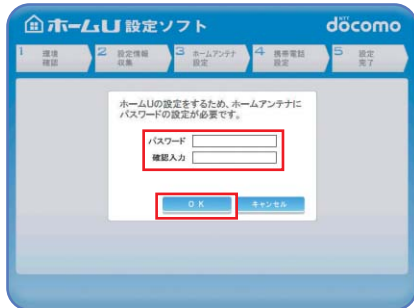 ホームU 設定ソフト
NTT
docomo
1 環境
確認
2 設定情報
収集
3 ホームアンテナ
設定
4 携帯電話
設定
5 設定
完了
ホームUの設定をするため、ホームアンテナに
パスワードの設定が必要です。
パスワード
確認入力
OK
キャンセル